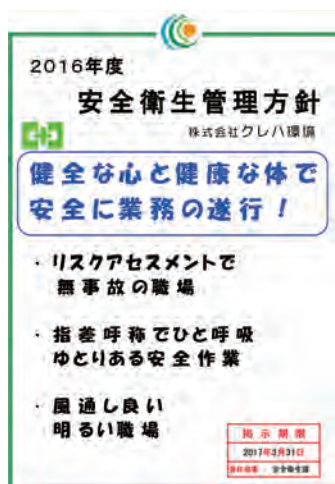 2016年度
安全衛生管理方針
株式会社クレハ環境
健全な心と健康な体で
安全に業務の遂行！
・リスクアセスメントで
無事故の職場
・指差呼称でひと呼吸
ゆとりある安全作業
・風通し良い
明るい職場
掲示期限
2017年3月31日
安全衛生課